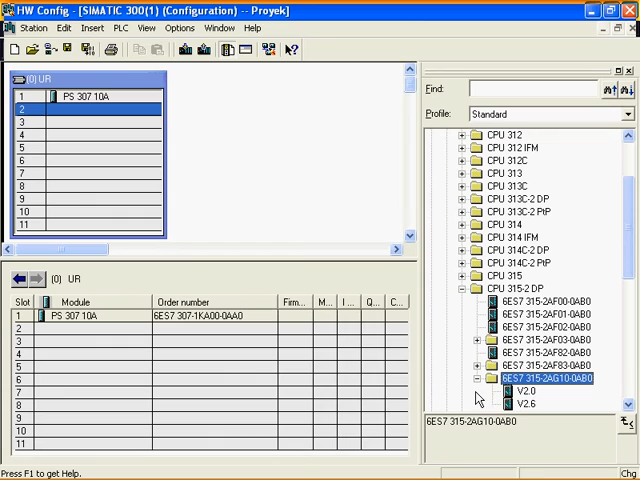 HW Config - [SIMATIC 300(1) (Configuration) -- Proyek]
Station Edit Insert PLC View Options Window Help
(0) UR
1 PS 307 10A
2
3
4
5
6
7
8
9
10
11
Find:
Profile: Standard
CPU 312
CPU 312 IFM
CPU 312C
CPU 313
CPU 313C
CPU 313C-2 DP
CPU 313C-2 PtP
CPU 314
CPU 314 IFM
CPU 314C-2 DP
CPU 314C-2 PtP
CPU 315
CPU 315-2 DP
6ES7 315-2AF00-0AB0
6ES7 315-2AF01-0AB0
6ES7 315-2AF02-0AB0
6ES7 315-2AF03-0AB0
6ES7 315-2AF82-0AB0
6ES7 315-2AF83-0AB0
6ES7 315-2AG10-0AB0
V2.0
V2.6
6ES7 315-2AG10-0AB0
(0) UR
Slot Module Order number Firm... M... I ... Q... C...
1 PS 307 10A 6ES7 307-1KA00-0AA0
2
3
4
5
6
7
8
9
10
11
Press F1 to get Help. Chg